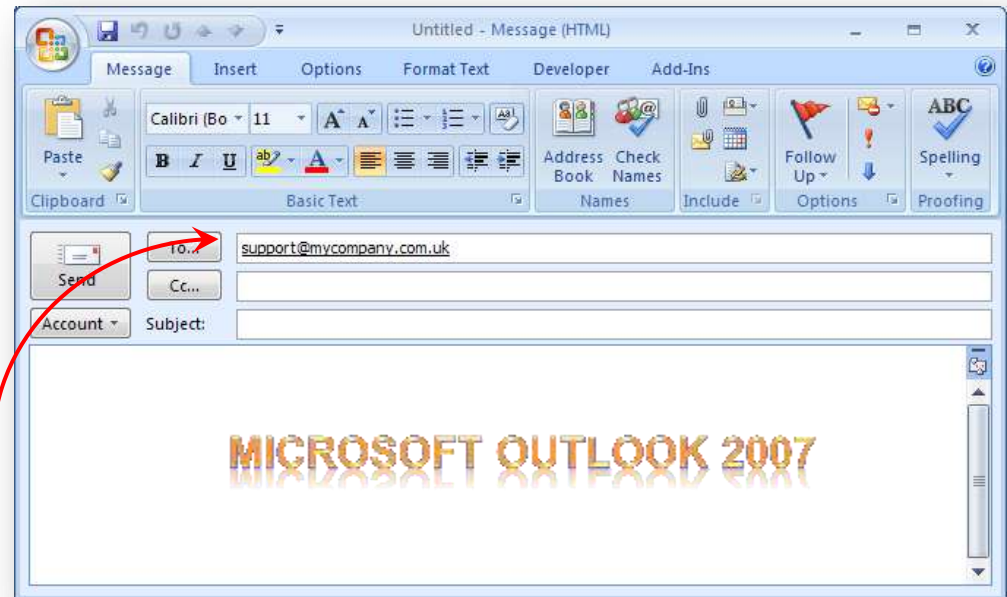 Untitled - Message (HTML)
Message Insert Options Format Text Developer Add-Ins
Calibri (Bo 11
ABC
Paste
B I U ab A
Address Book
Check Names
Follow Up
Spelling
Clipboard Basic Text Names Include Options Proofing
To... support@mycompany.com.uk
Send
Cc...
Account Subject:
MICROSOFT OUTLOOK 2007